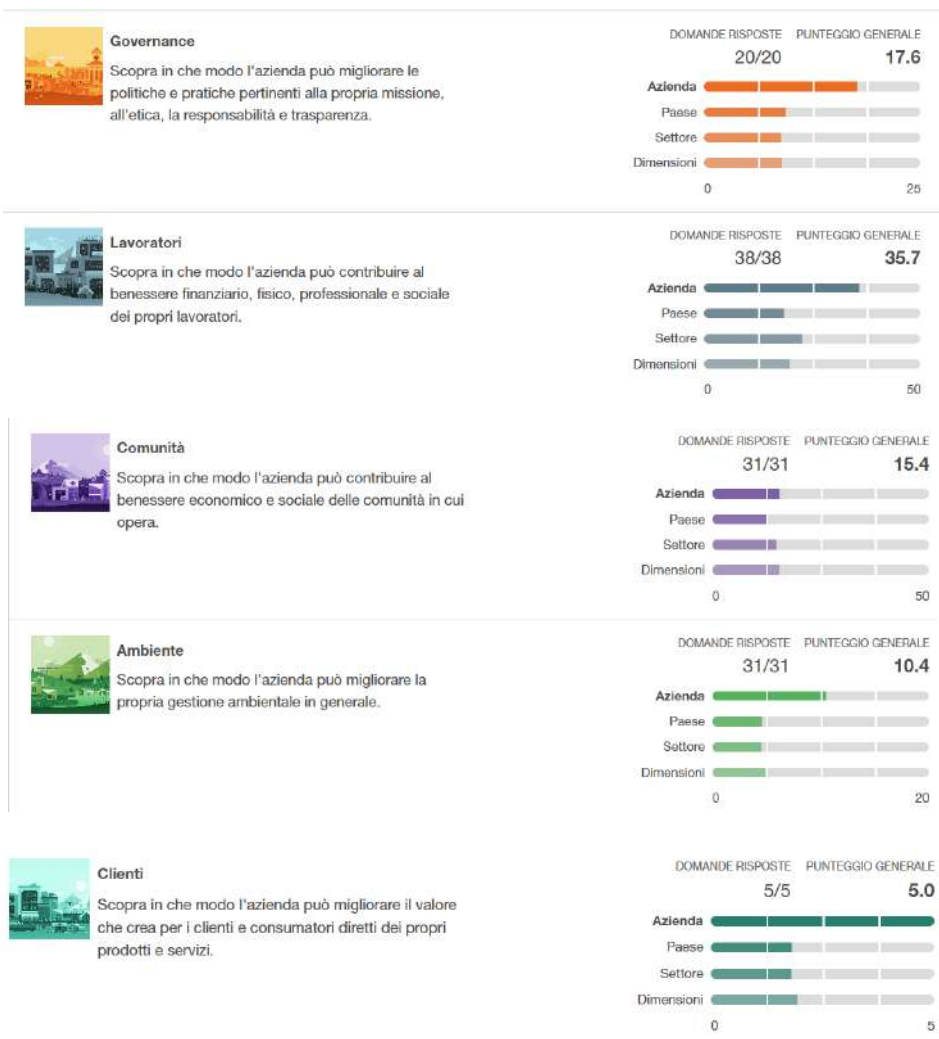 Governance
Scopra in che modo l'azienda può migliorare le
politiche e pratiche pertinenti alla propria missione,
all'etica, la responsabilità e trasparenza.
DOMANDE RISPOSTE PUNTEGGIO GENERALE
20/20 17.6
Azienda
Paese
Settore
Dimensioni
0 25
Lavoratori
Scopra in che modo l'azienda può contribuire al
benessere finanziario, fisico, professionale e sociale
dei propri lavoratori.
DOMANDE RISPOSTE PUNTEGGIO GENERALE
38/38 35.7
Azienda
Paese
Settore
Dimensioni
0 50
Comunità
Scopra in che modo l'azienda può contribuire al
benessere economico e sociale delle comunità in cui
opera.
DOMANDE RISPOSTE PUNTEGGIO GENERALE
31/31 15.4
Azienda
Paese
Settore
Dimensioni
0 50
Ambiente
Scopra in che modo l'azienda può migliorare la
propria gestione ambientale in generale.
DOMANDE RISPOSTE PUNTEGGIO GENERALE
31/31 10.4
Azienda
Paese
Settore
Dimensioni
0 20
Clienti
Scopra in che modo l'azienda può migliorare il valore
che crea per i clienti e consumatori diretti dei propri
prodotti e servizi.
DOMANDE RISPOSTE PUNTEGGIO GENERALE
5/5 5.0
Azienda
Paese
Settore
Dimensioni
0 5